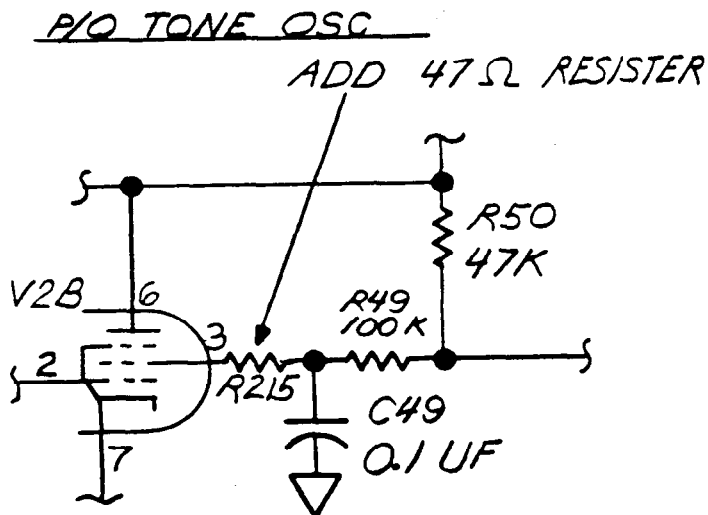 P/O TONE OSC
ADD 47Ω RESISTER
R50
47K
V2B
6
R49
100K
3
2
R215
C49
0.1 UF
7